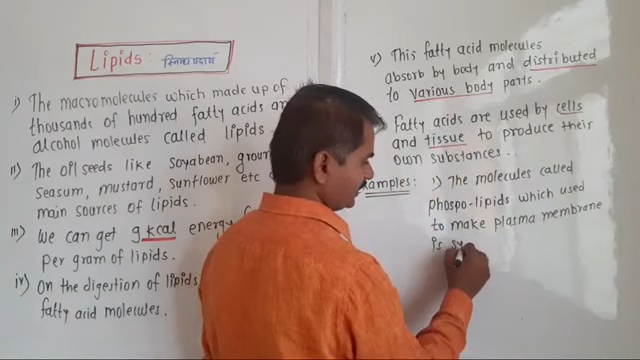 Lipids: स्निग्ध पदार्थ
i) The macromolecules which made up of
thousands of hundred fatty acids
alcohol molecules called lipids
ii) The oil seeds like Soyabean,
seasum, mustard, sunflower etc
main sources of lipids.
iii) We can get 9 kcal energy
per gram of lipids.
iv) On the digestion of lipids
fatty acid molecules.
v) This fatty acid molecules
absorb by body and distributed
to various body parts.
Fatty acids are used by cells
and tissue to produce their
own substances.
Examples: 1) The molecules called
phospo-lipids which used
to make plasma membrane
is